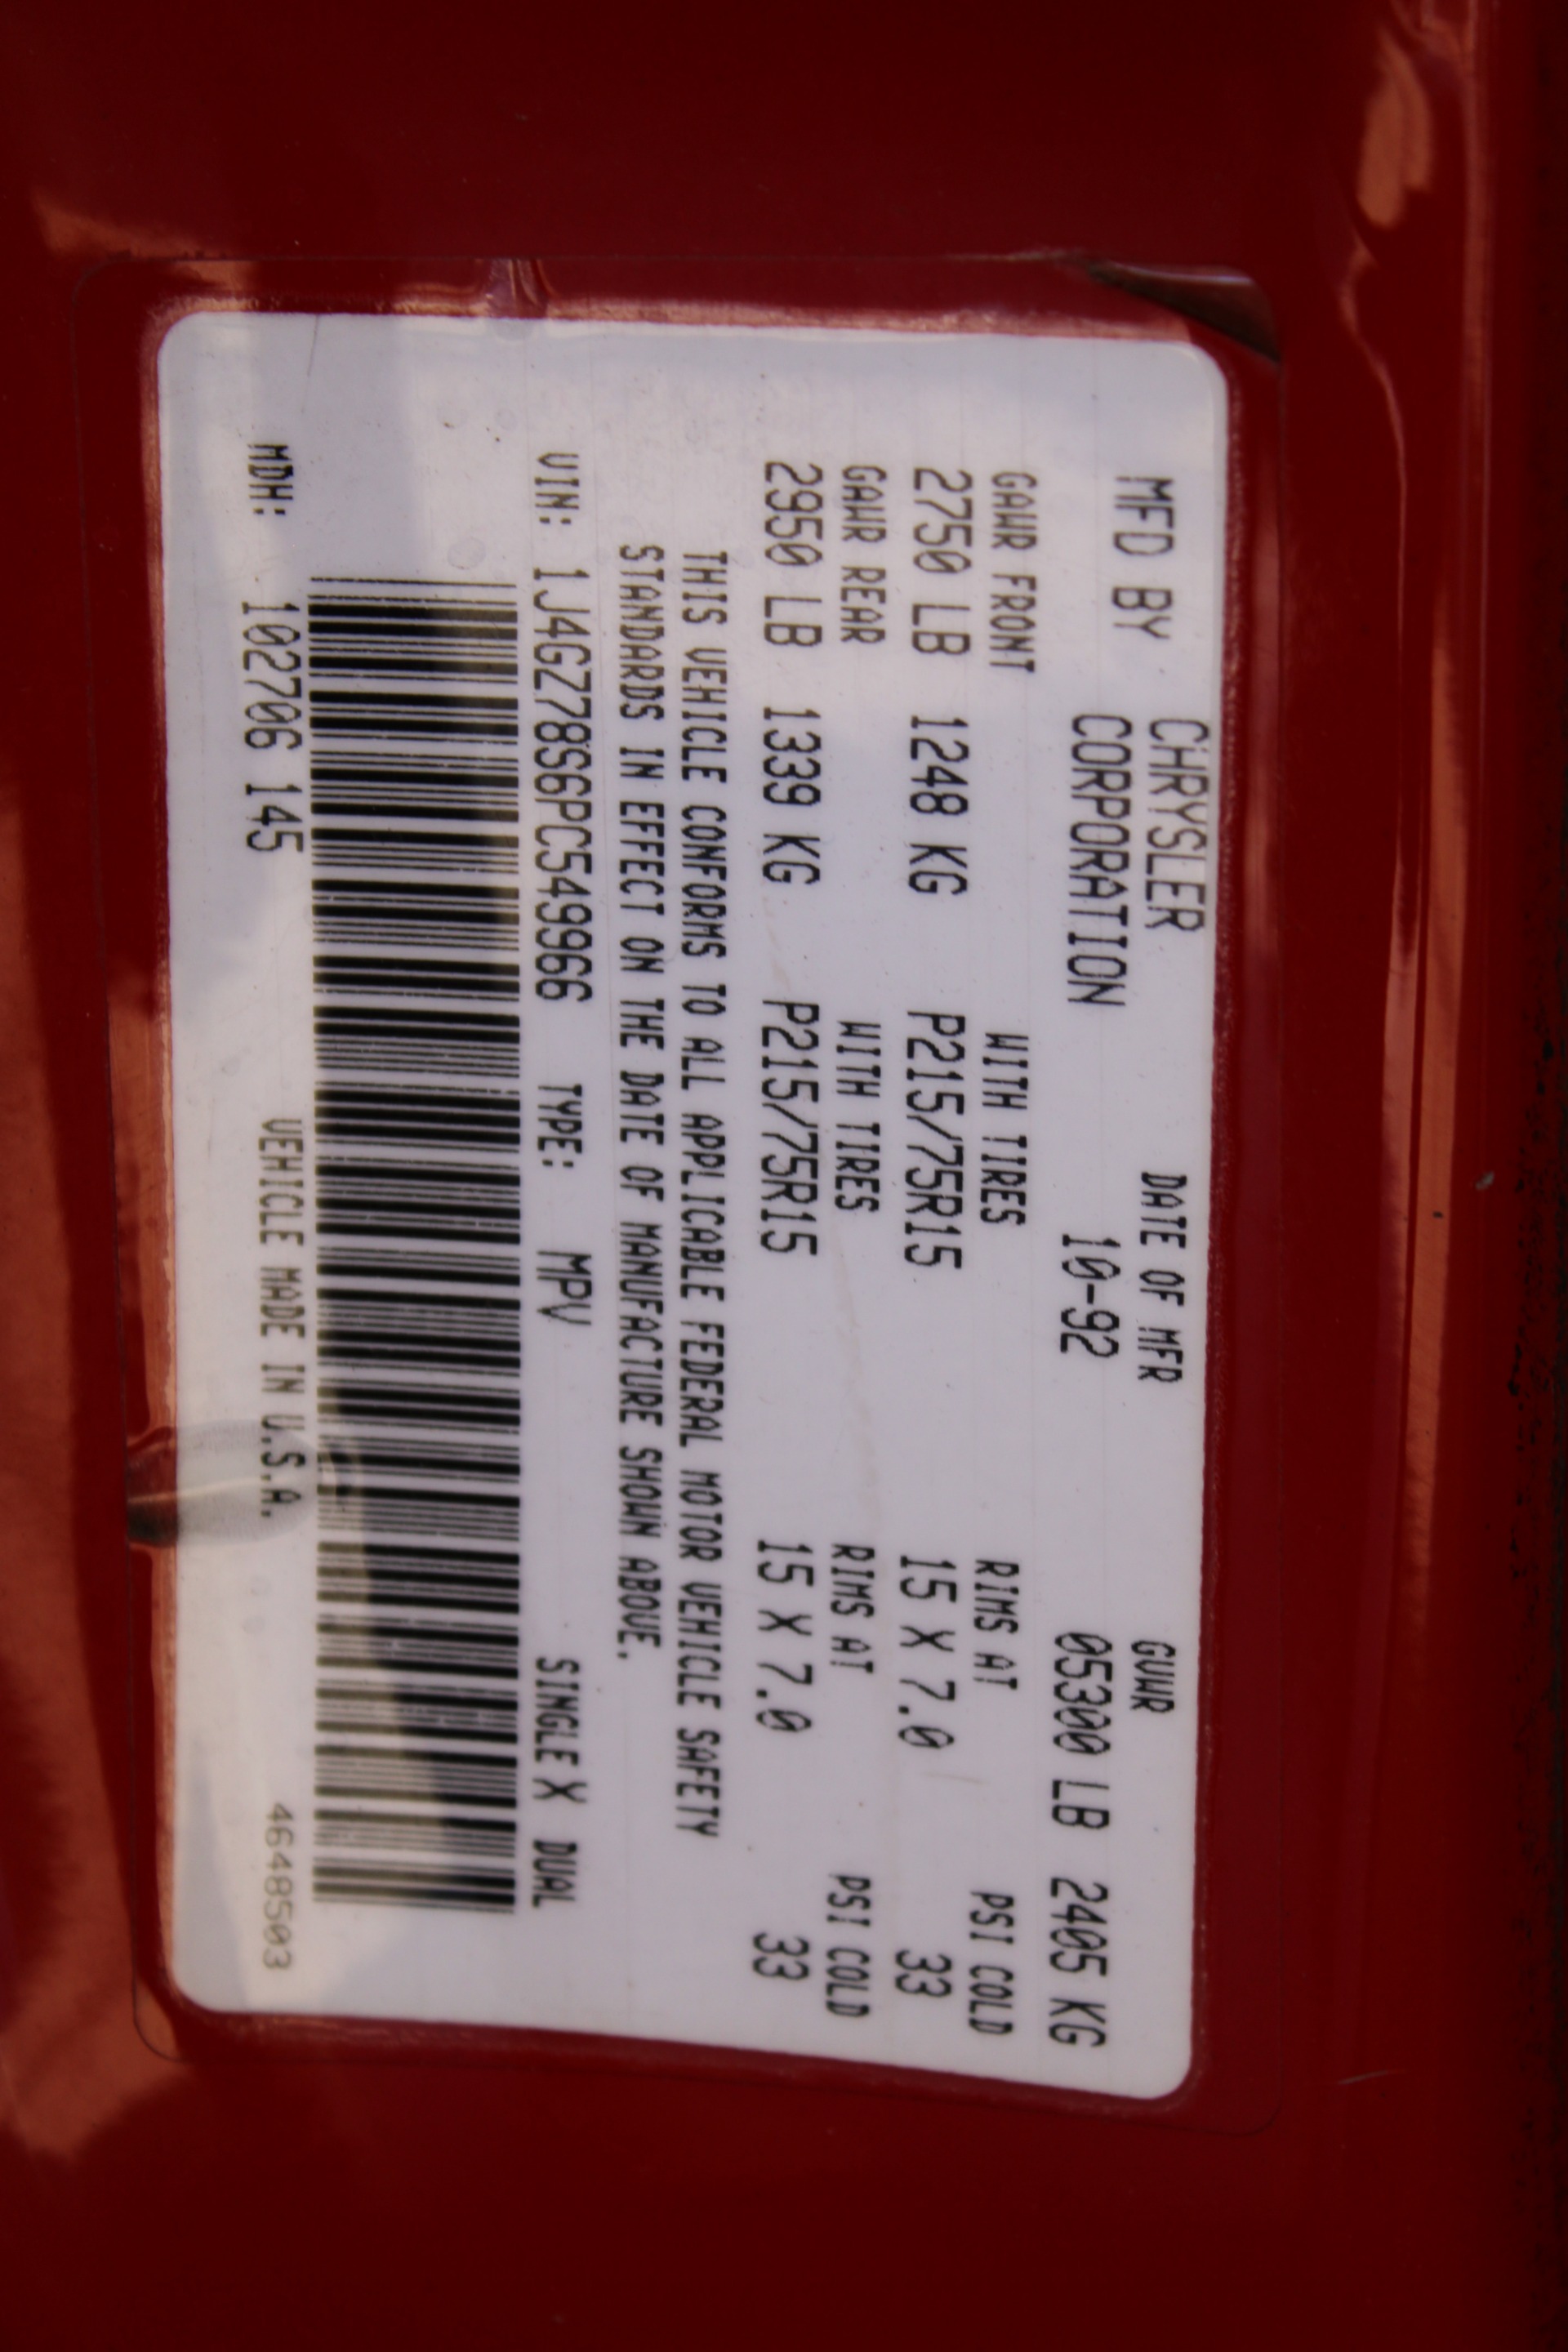 MFD BY CHRYSLER CORPORATION DATE OF MFR 10-92 GVWR 05300 LB 2405 KG
GAWR FRONT WITH TIRES RIMS AT PSI COLD
2750 LB 1248 KG P215/75R15 15 X 7.0 33
GAWR REAR WITH TIRES RIMS AT PSI COLD
2950 LB 1339 KG P215/75R15 15 X 7.0 33
THIS VEHICLE CONFORMS TO ALL APPLICABLE FEDERAL MOTOR VEHICLE SAFETY
STANDARDS IN EFFECT ON THE DATE OF MANUFACTURE SHOWN ABOVE.
VIN: 1J4GZ78S6PC549966 TYPE: MPV SINGLE X DUAL
MDH: 102706 145 VEHICLE MADE IN U.S.A. 4648503